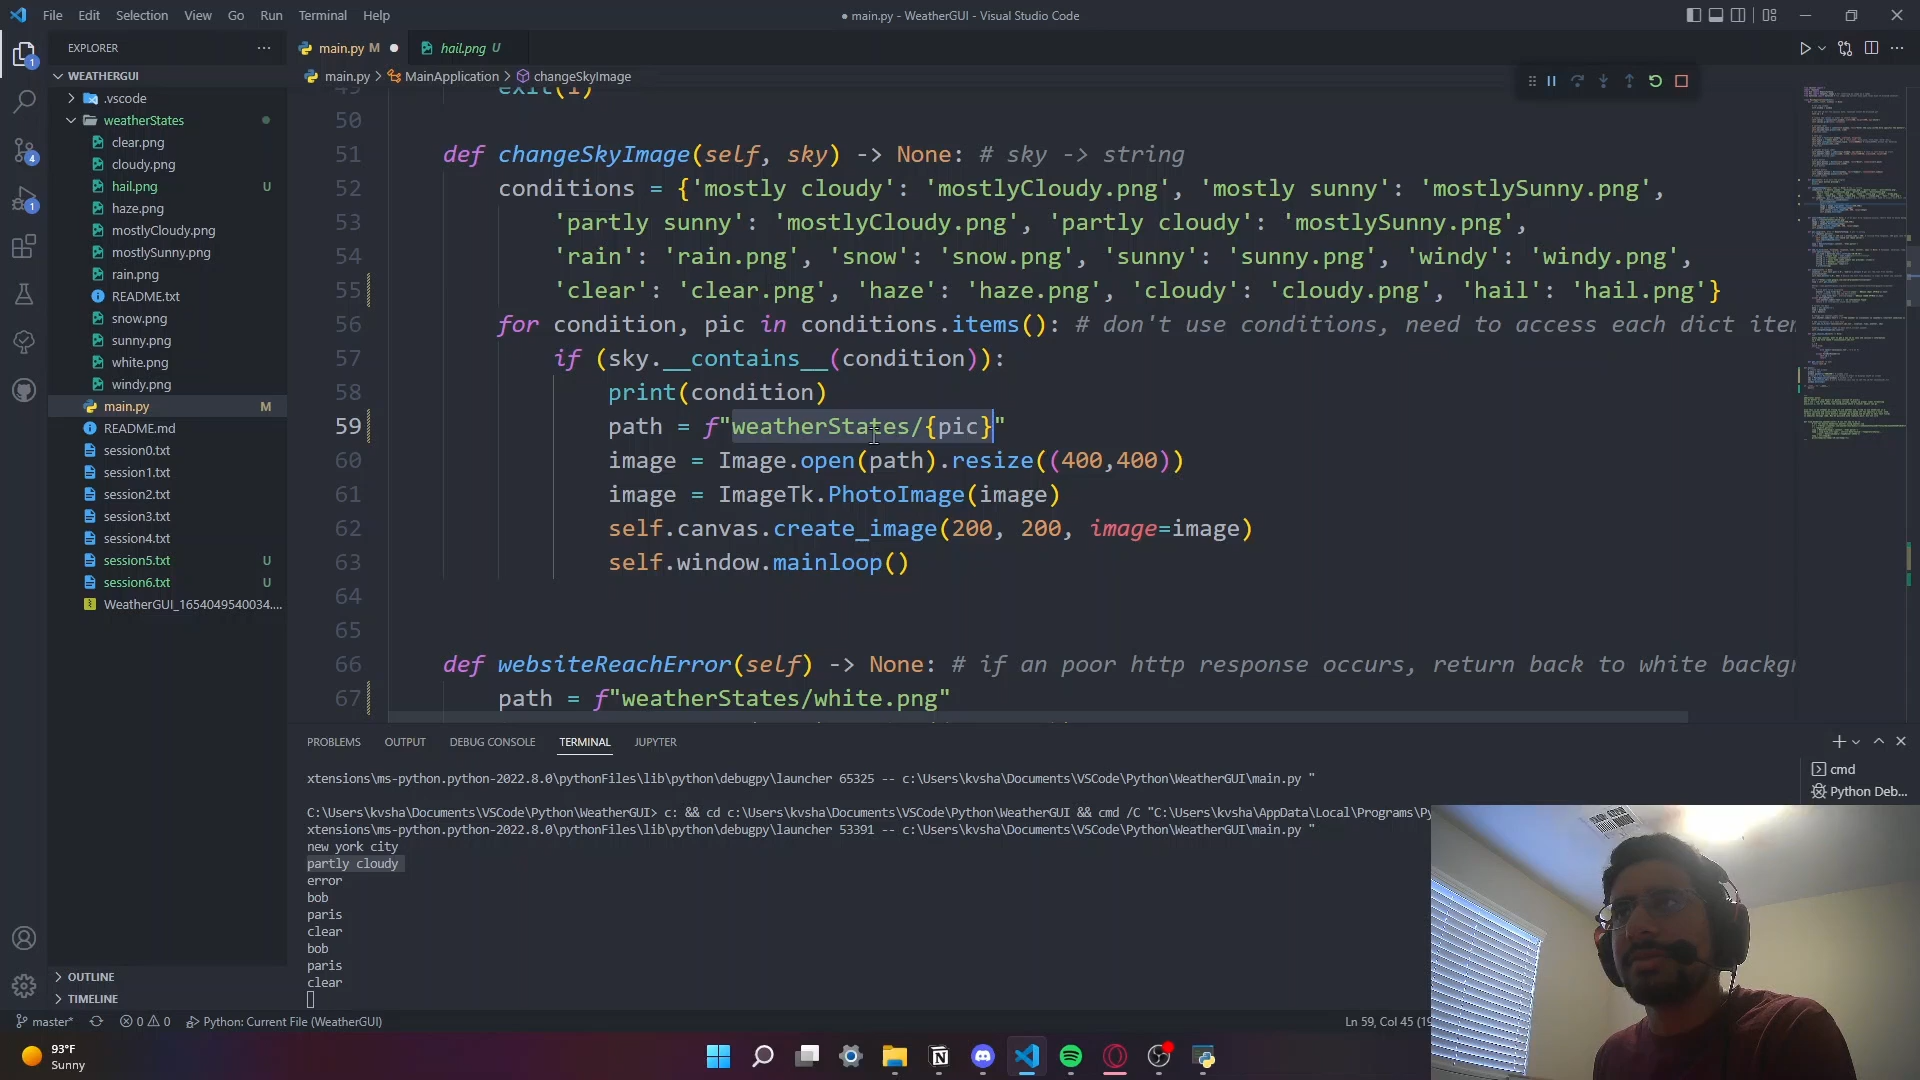 File Edit Selection View Go Run Terminal Help
● main.py - WeatherGUI - Visual Studio Code
EXPLORER
main.py M
hail.png U
WEATHERGUI
main.py > MainApplication > changeSkyImage
.vscode
weatherStates
clear.png
cloudy.png
hail.png U
haze.png
mostlyCloudy.png
mostlySunny.png
rain.png
README.txt
snow.png
sunny.png
white.png
windy.png
main.py M
README.md
session0.txt
session1.txt
session2.txt
session3.txt
session4.txt
session5.txt U
session6.txt U
WeatherGUI_1654049540034....
OUTLINE
TIMELINE
49 exit(1)
50
51 def changeSkyImage(self, sky) -> None: # sky -> string
52 conditions = {'mostly cloudy': 'mostlyCloudy.png', 'mostly sunny': 'mostlySunny.png',
53 'partly sunny': 'mostlyCloudy.png', 'partly cloudy': 'mostlySunny.png',
54 'rain': 'rain.png', 'snow': 'snow.png', 'sunny': 'sunny.png', 'windy': 'windy.png',
55 'clear': 'clear.png', 'haze': 'haze.png', 'cloudy': 'cloudy.png', 'hail': 'hail.png'}
56 for condition, pic in conditions.items(): # don't use conditions, need to access each dict item
57 if (sky.__contains__(condition)):
58 print(condition)
59 path = f"weatherStates/{pic}"
60 image = Image.open(path).resize((400,400))
61 image = ImageTk.PhotoImage(image)
62 self.canvas.create_image(200, 200, image=image)
63 self.window.mainloop()
64
65
66 def websiteReachError(self) -> None: # if an poor http response occurs, return back to white backg
67 path = f"weatherStates/white.png"
PROBLEMS OUTPUT DEBUG CONSOLE TERMINAL JUPYTER
xtensions\ms-python.python-2022.8.0\pythonFiles\lib\python\debugpy\launcher 65325 -- c:\Users\kvsha\Documents\VSCode\Python\WeatherGUI\main.py "
C:\Users\kvsha\Documents\VSCode\Python\WeatherGUI> c: && cd c:\Users\kvsha\Documents\VSCode\Python\WeatherGUI && cmd /C "C:\Users\kvsha\AppData\Local\Programs\Py
xtensions\ms-python.python-2022.8.0\pythonFiles\lib\python\debugpy\launcher 53391 -- c:\Users\kvsha\Documents\VSCode\Python\WeatherGUI\main.py "
new york city
partly cloudy
error
bob
paris
clear
bob
paris
clear
cmd
Python Deb...
master* 0 0 Python: Current File (WeatherGUI)
Ln 59, Col 45 (19
93°F
Sunny